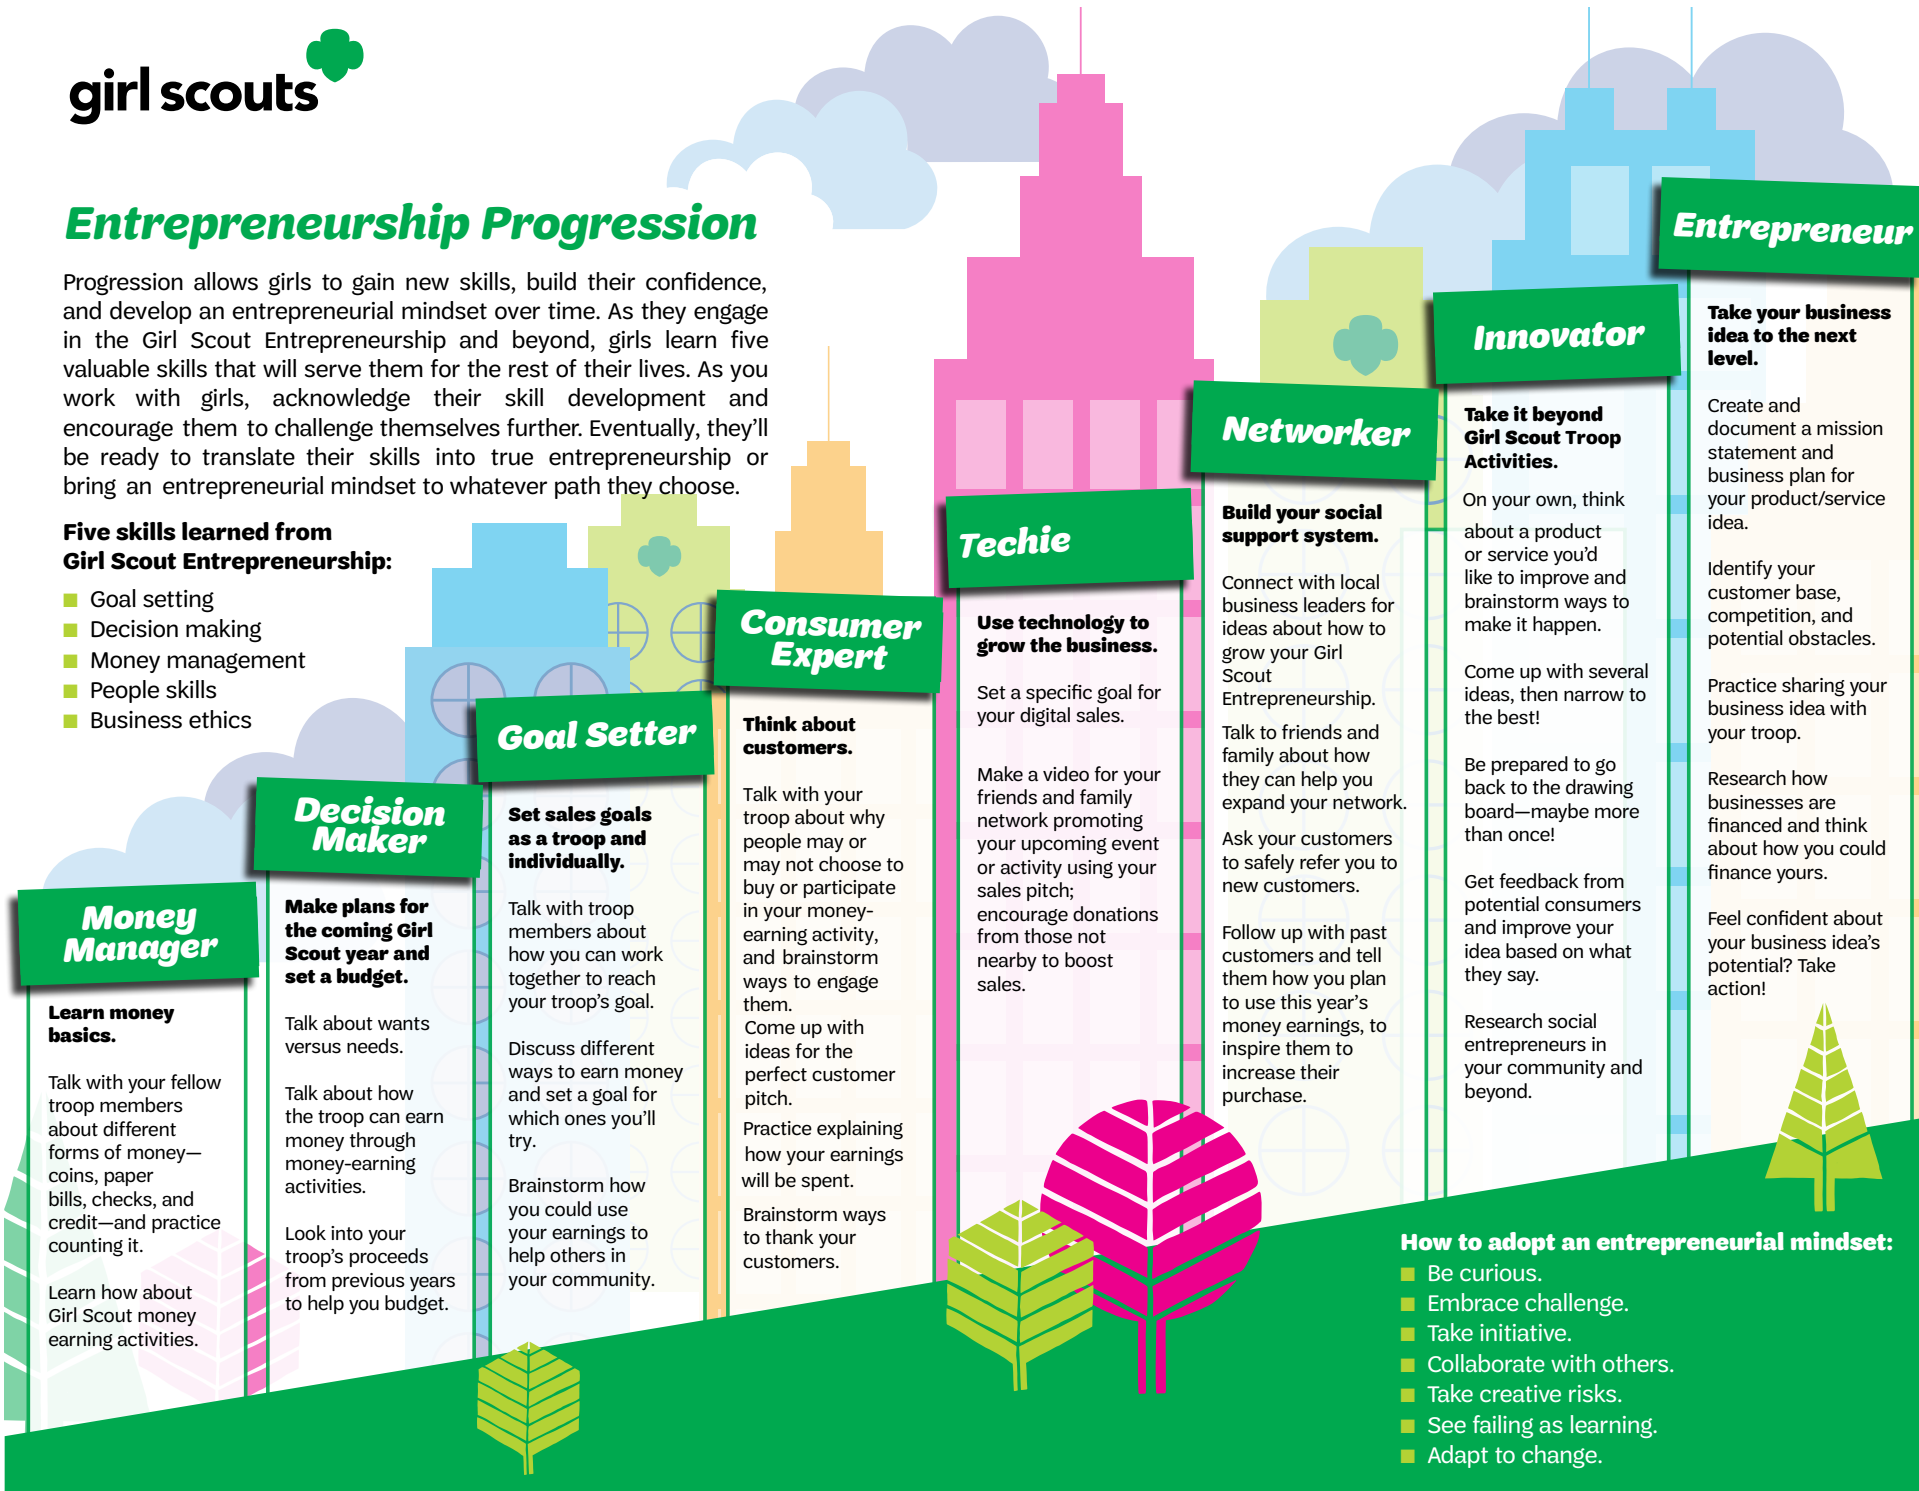 girl scouts
Entrepreneurship Progression
Progression allows girls to gain new skills, build their confidence,
and develop an entrepreneurial mindset over time. As they engage
in the Girl Scout Entrepreneurship and beyond, girls learn five
valuable skills that will serve them for the rest of their lives. As you
work with girls, acknowledge their skill development and
encourage them to challenge themselves further. Eventually, they’ll
be ready to translate their skills into true entrepreneurship or
bring an entrepreneurial mindset to whatever path they choose.
Five skills learned from
Girl Scout Entrepreneurship:
Goal setting
Decision making
Money management
People skills
Business ethics
Money
Manager
Learn money
basics.
Talk with your fellow
troop members
about different
forms of money—
coins, paper
bills, checks, and
credit—and practice
counting it.
Learn how about
Girl Scout money
earning activities.
Decision
Maker
Make plans for
the coming Girl
Scout year and
set a budget.
Talk about wants
versus needs.
Talk about how
the troop can earn
money through
money-earning
activities.
Look into your
troop’s proceeds
from previous years
to help you budget.
Goal Setter
Set sales goals
as a troop and
individually.
Talk with troop
members about
how you can work
together to reach
your troop’s goal.
Discuss different
ways to earn money
and set a goal for
which ones you’ll
try.
Brainstorm how
you could use
your earnings to
help others in
your community.
Consumer
Expert
Think about
customers.
Talk with your
troop about why
people may or
may not choose to
buy or participate
in your money-
earning activity,
and brainstorm
ways to engage
them.
Come up with
ideas for the
perfect customer
pitch.
Practice explaining
how your earnings
will be spent.
Brainstorm ways
to thank your
customers.
Techie
Use technology to
grow the business.
Set a specific goal for
your digital sales.
Make a video for your
friends and family
network promoting
your upcoming event
or activity using your
sales pitch;
encourage donations
from those not
nearby to boost
sales.
Networker
Build your social
support system.
Connect with local
business leaders for
ideas about how to
grow your Girl
Scout
Entrepreneurship.
Talk to friends and
family about how
they can help you
expand your network.
Ask your customers
to safely refer you to
new customers.
Follow up with past
customers and tell
them how you plan
to use this year’s
money earnings, to
inspire them to
increase their
purchase.
Innovator
Take it beyond
Girl Scout Troop
Activities.
On your own, think
about a product
or service you’d
like to improve and
brainstorm ways to
make it happen.
Come up with several
ideas, then narrow to
the best!
Be prepared to go
back to the drawing
board—maybe more
than once!
Get feedback from
potential consumers
and improve your
idea based on what
they say.
Research social
entrepreneurs in
your community and
beyond.
Entrepreneur
Take your business
idea to the next
level.
Create and
document a mission
statement and
business plan for
your product/service
idea.
Identify your
customer base,
competition, and
potential obstacles.
Practice sharing your
business idea with
your troop.
Research how
businesses are
financed and think
about how you could
finance yours.
Feel confident about
your business idea’s
potential? Take
action!
How to adopt an entrepreneurial mindset:
Be curious.
Embrace challenge.
Take initiative.
Collaborate with others.
Take creative risks.
See failing as learning.
Adapt to change.